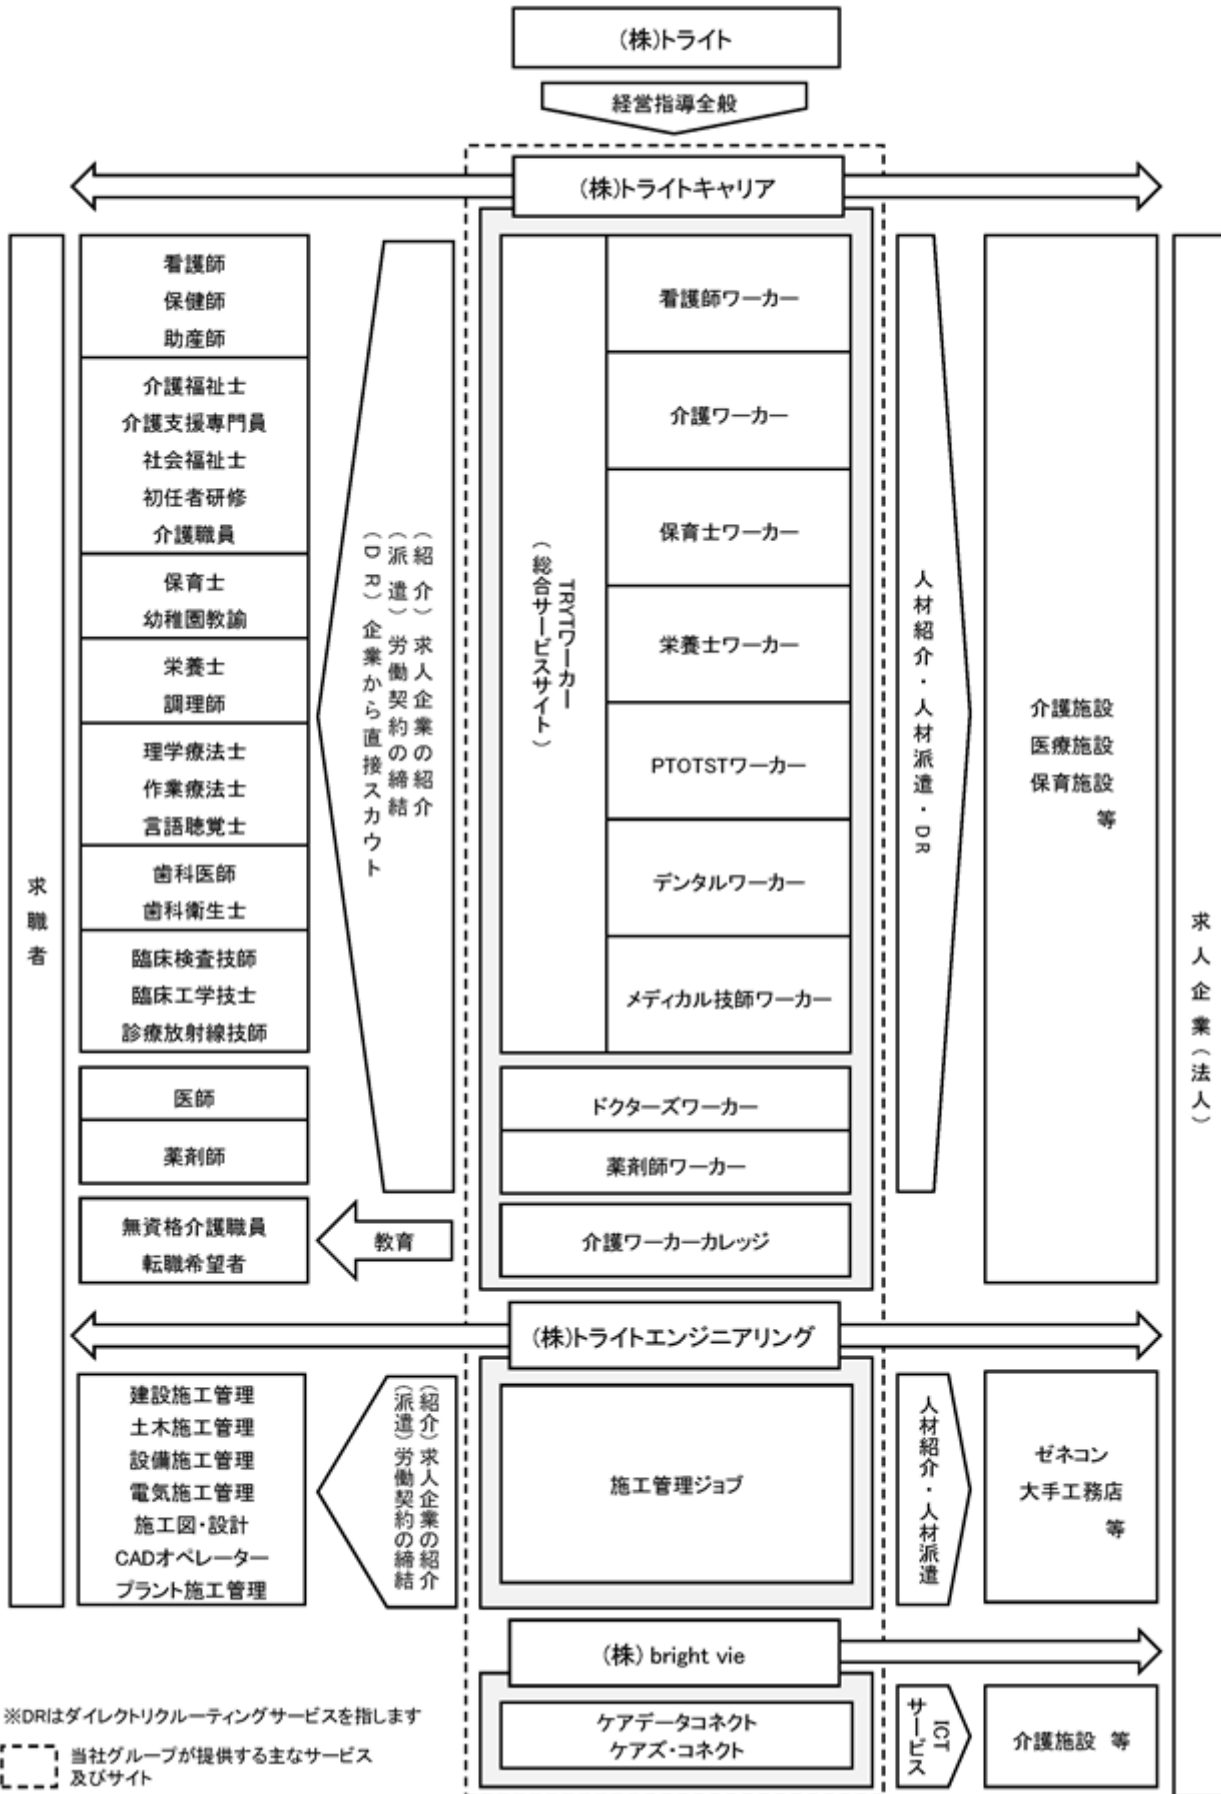 (株)トライト
経営指導全般
(株)トライトキャリア
求職者
看護師
保健師
助産師
介護福祉士
介護支援専門員
社会福祉士
初任者研修
介護職員
保育士
幼稚園教諭
栄養士
調理師
理学療法士
作業療法士
言語聴覚士
歯科医師
歯科衛生士
臨床検査技師
臨床工学技士
診療放射線技師
医師
薬剤師
無資格介護職員
転職希望者
(紹介)求人企業の紹介
(派遣)労働契約の締結
(DR)企業から直接スカウト
教育
TRYTワーカー
(総合サービスサイト)
看護師ワーカー
介護ワーカー
保育士ワーカー
栄養士ワーカー
PTOTSTワーカー
デンタルワーカー
メディカル技師ワーカー
ドクターズワーカー
薬剤師ワーカー
介護ワーカーカレッジ
人材紹介・人材派遣・DR
介護施設
医療施設
保育施設
等
求人企業(法人)
(株)トライトエンジニアリング
建設施工管理
土木施工管理
設備施工管理
電気施工管理
施工図・設計
CADオペレーター
プラント施工管理
(紹介)求人企業の紹介
(派遣)労働契約の締結
施工管理ジョブ
人材紹介・人材派遣
ゼネコン
大手工務店
等
(株) bright vie
ケアデータコネクト
ケアズ・コネクト
ICT
サービス
介護施設 等
※DRはダイレクトリクルーティングサービスを指します
当社グループが提供する主なサービス
及びサイト